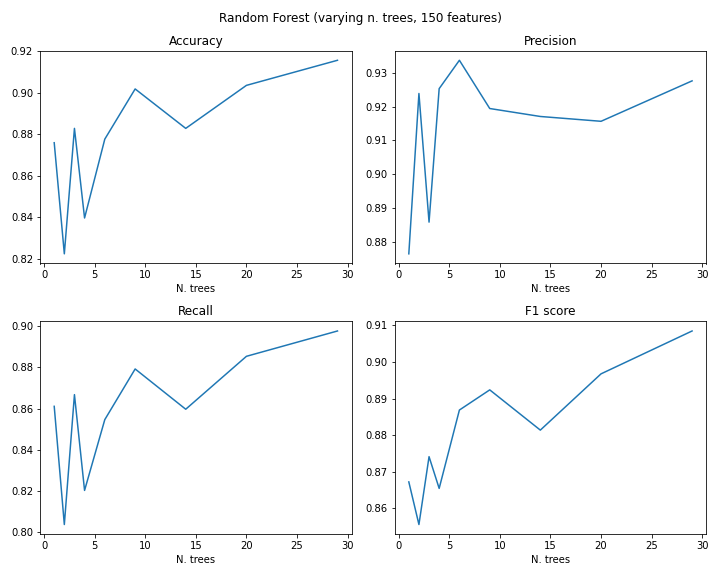 Random Forest (varying n. trees, 150 features)
Accuracy
0.92
0.90
0.88
0.86
0.84
0.82
0 5 10 15 20 25 30
N. trees
Precision
0.93
0.92
0.91
0.90
0.89
0.88
0 5 10 15 20 25 30
N. trees
Recall
0.90
0.88
0.86
0.84
0.82
0.80
0 5 10 15 20 25 30
N. trees
F1 score
0.91
0.90
0.89
0.88
0.87
0.86
0 5 10 15 20 25 30
N. trees